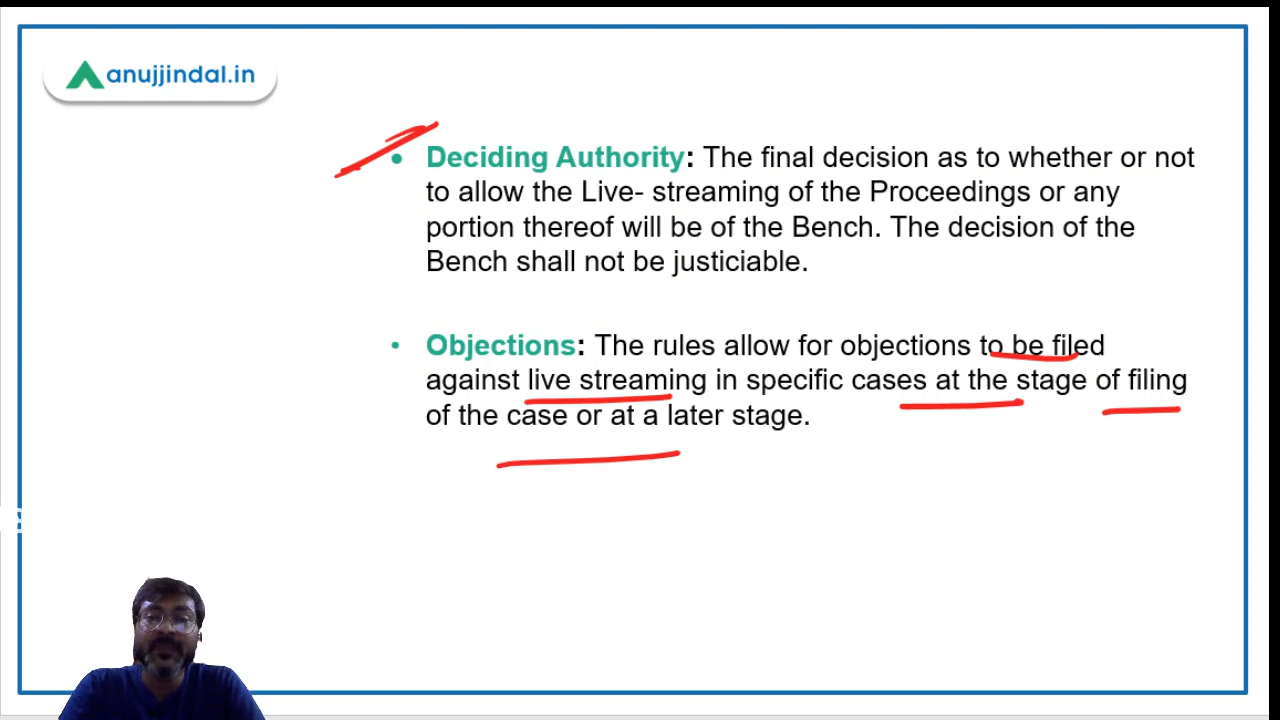 anujjindal.in
• Deciding Authority: The final decision as to whether or not
to allow the Live- streaming of the Proceedings or any
portion thereof will be of the Bench. The decision of the
Bench shall not be justiciable.
• Objections: The rules allow for objections to be filed
against live streaming in specific cases at the stage of filing
of the case or at a later stage.